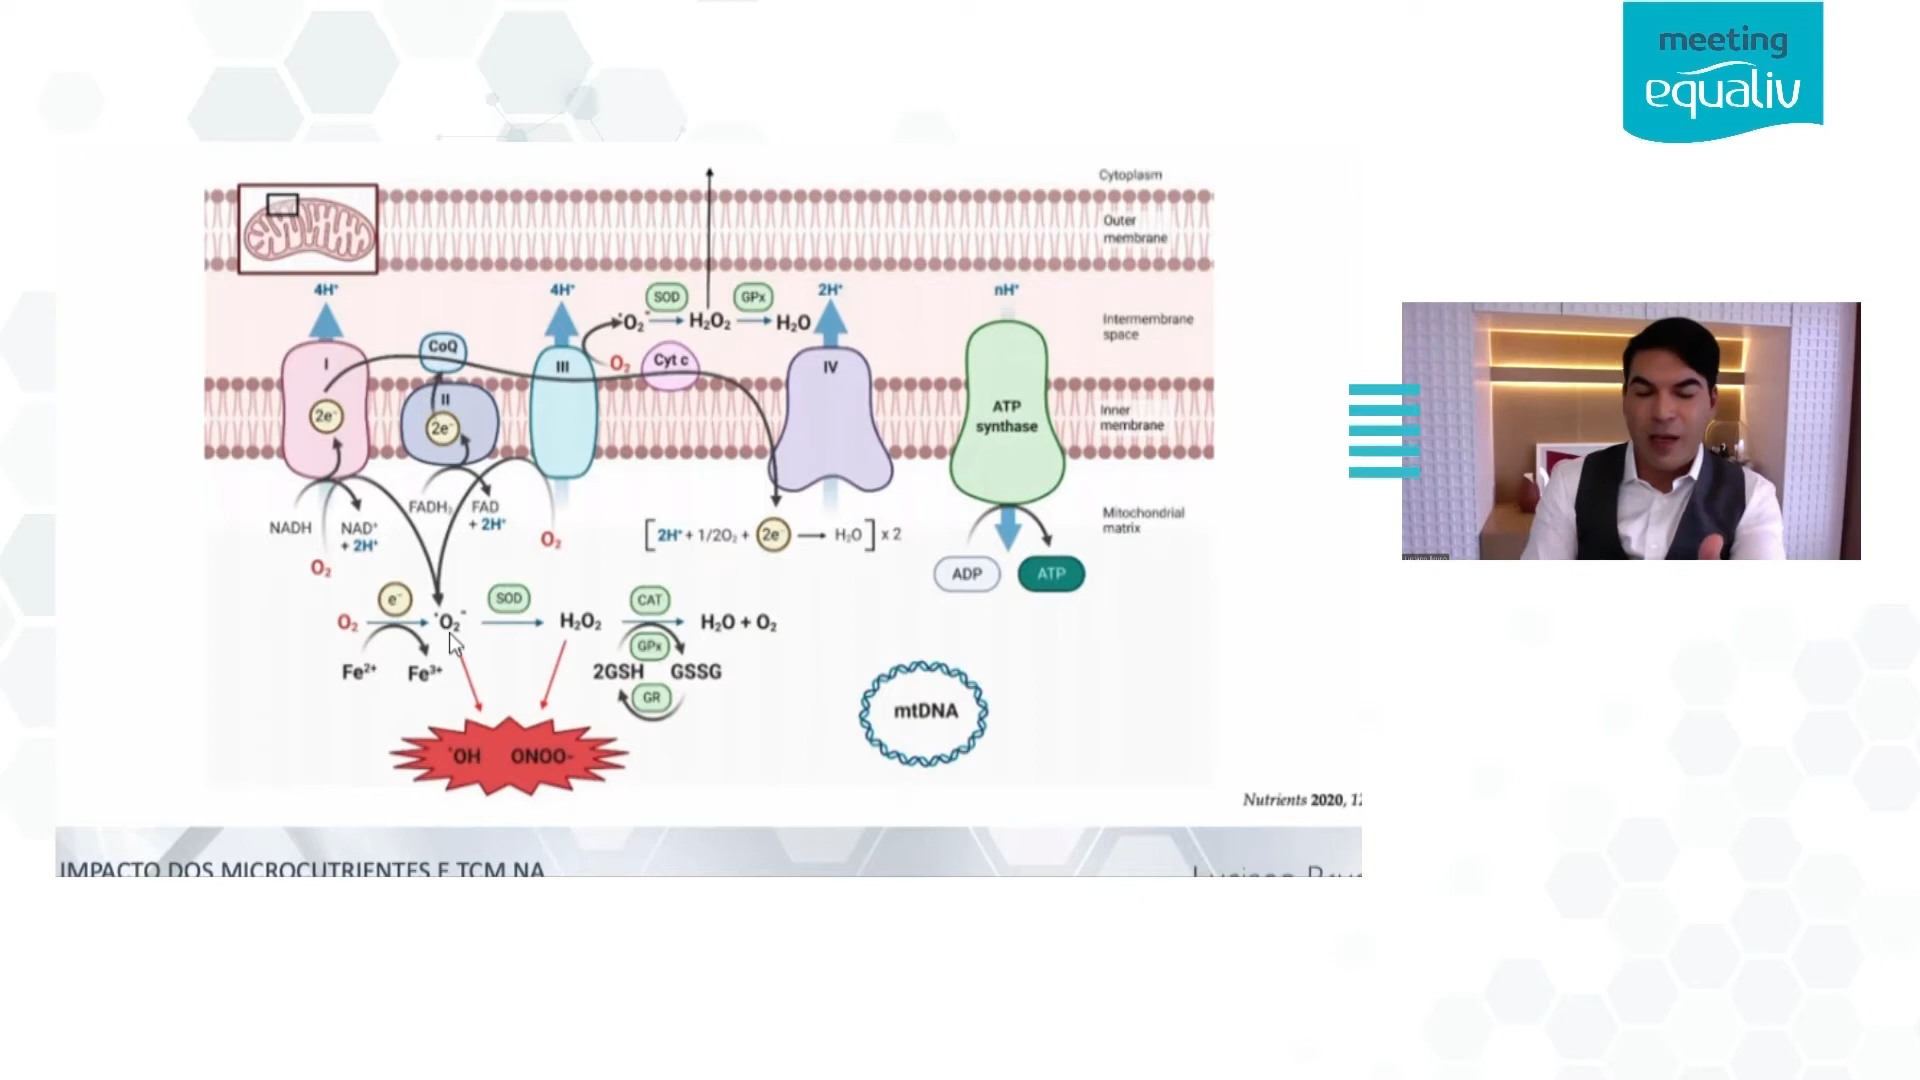 meeting
equaliv
Cytoplasm
Outer
membrane
4H⁺
4H⁺
SOD
GPx
2H⁺
nH⁺
˙O₂⁻
H₂O₂
H₂O
Intermembrane
space
I
CoQ
III
O₂
Cyt c
IV
II
2e⁻
2e⁻
ATP
synthase
Inner
membrane
NADH
NAD⁺
+ 2H⁺
FADH₂
FAD
+ 2H⁺
O₂
O₂
[2H⁺ + 1/2O₂ + 2e⁻ → H₂O] x 2
Mitochondrial
matrix
ADP
ATP
e⁻
SOD
CAT
O₂
˙O₂⁻
H₂O₂
H₂O + O₂
GPx
Fe²⁺
Fe³⁺
2GSH
GSSG
GR
mtDNA
˙OH
ONOO-
Nutrients 2020, 12
IMPACTO DOS MICROCUTRIENTES E TCM NA
Luciano